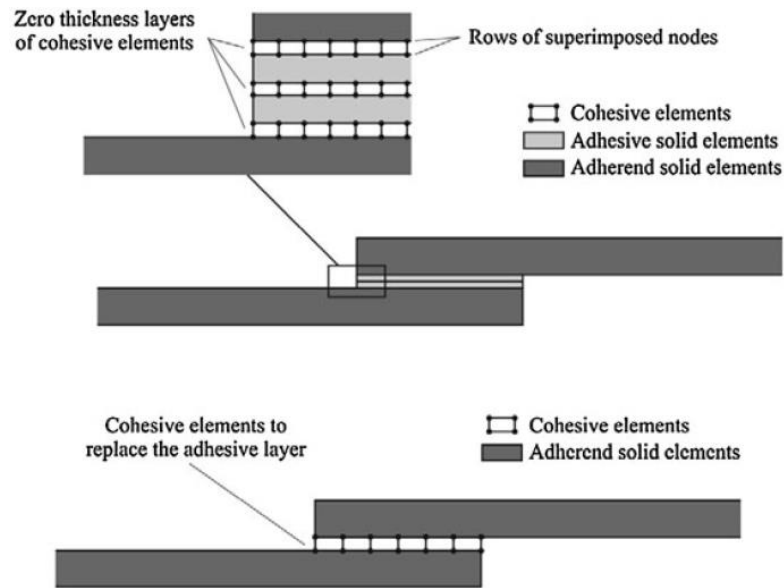 Zero thickness layers
of cohesive elements
Rows of superimposed nodes
Cohesive elements
Adhesive solid elements
Adherend solid elements
Cohesive elements to
replace the adhesive layer
Cohesive elements
Adherend solid elements